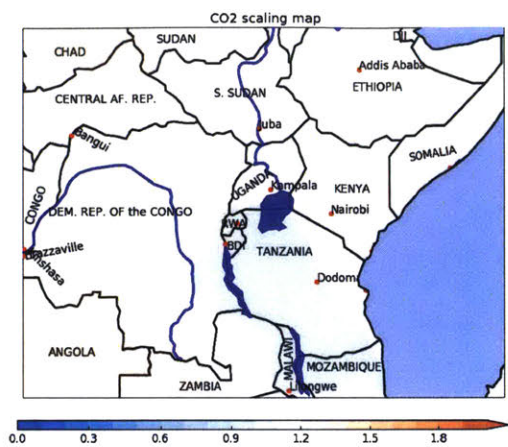 CO2 scaling map
SUDAN
DJI.
CHAD
Addis Ababa
ETHIOPIA
S. SUDAN
CENTRAL AF. REP.
Juba
Bangui
SOMALIA
UGANDA
Kampala
KENYA
CONGO
DEM. REP. OF the CONGO
Nairobi
RWA
BDI
TANZANIA
Brazzaville
Kinshasa
Dodoma
ANGOLA
MALAWI
MOZAMBIQUE
ZAMBIA
Lilongwe
0.0 0.3 0.6 0.9 1.2 1.5 1.8